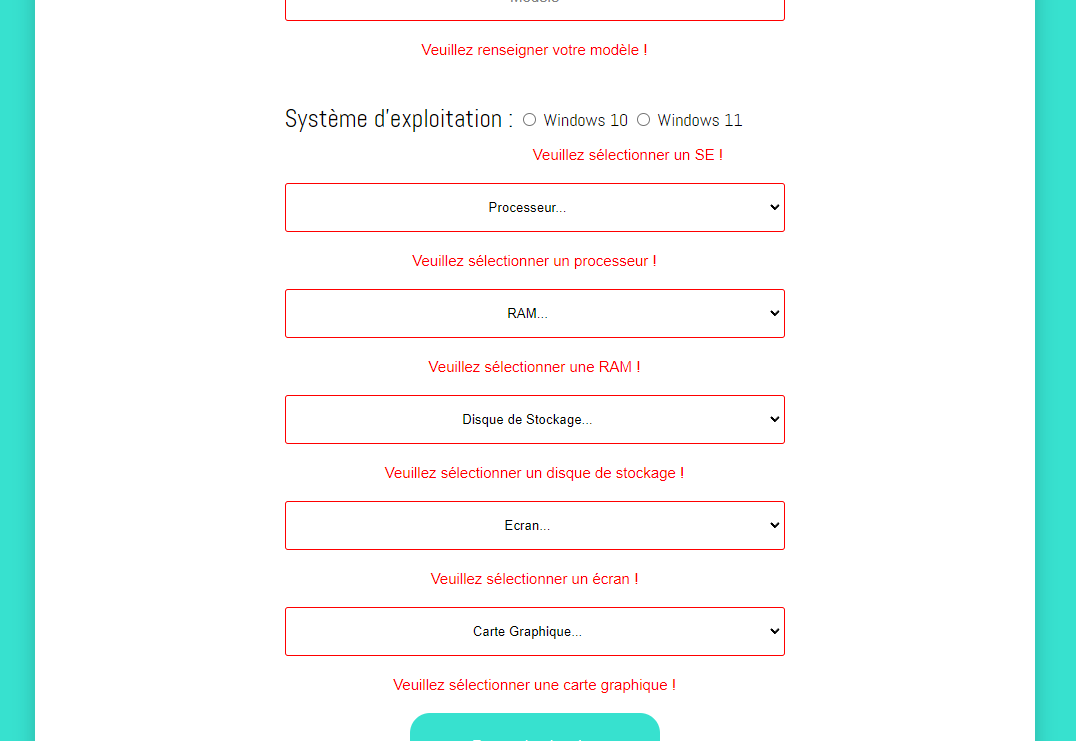 Veuillez renseigner votre modèle !
Système d'exploitation : Windows 10 Windows 11
Veuillez sélectionner un SE !
Processeur...
Veuillez sélectionner un processeur !
RAM...
Veuillez sélectionner une RAM !
Disque de Stockage...
Veuillez sélectionner un disque de stockage !
Ecran...
Veuillez sélectionner un écran !
Carte Graphique...
Veuillez sélectionner une carte graphique !